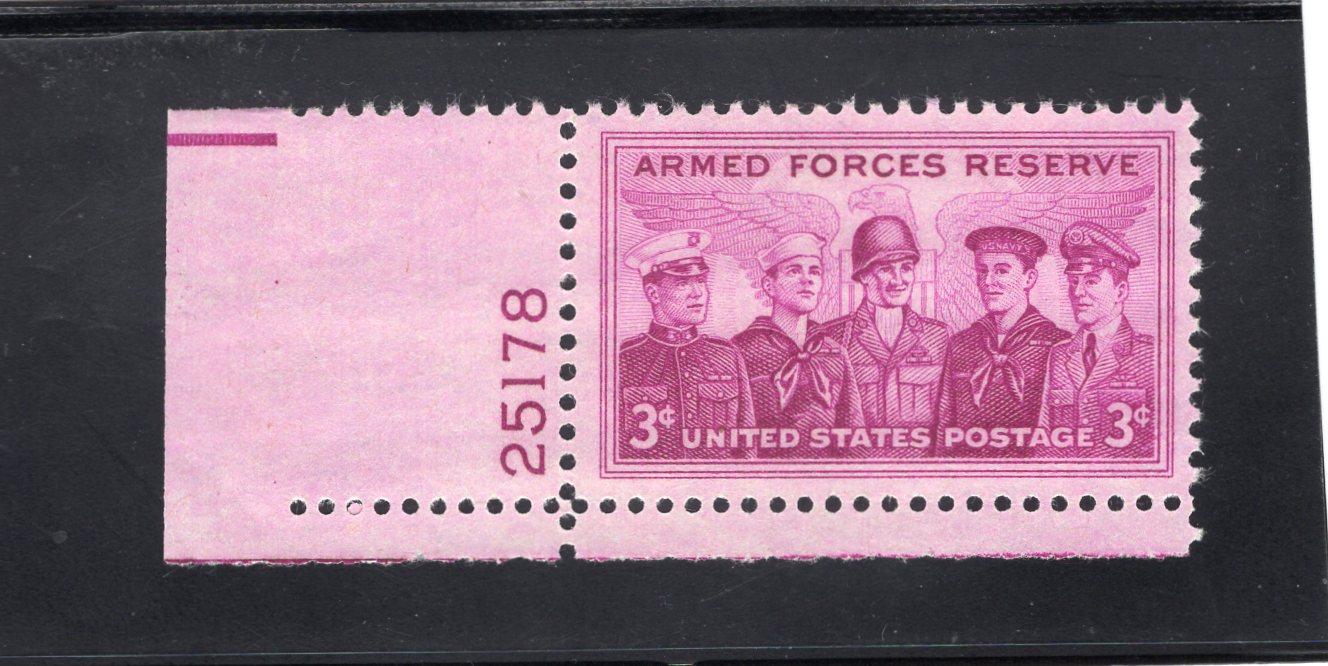 ARMED FORCES RESERVE
U.S. NAVY
3¢ UNITED STATES POSTAGE 3¢
25178